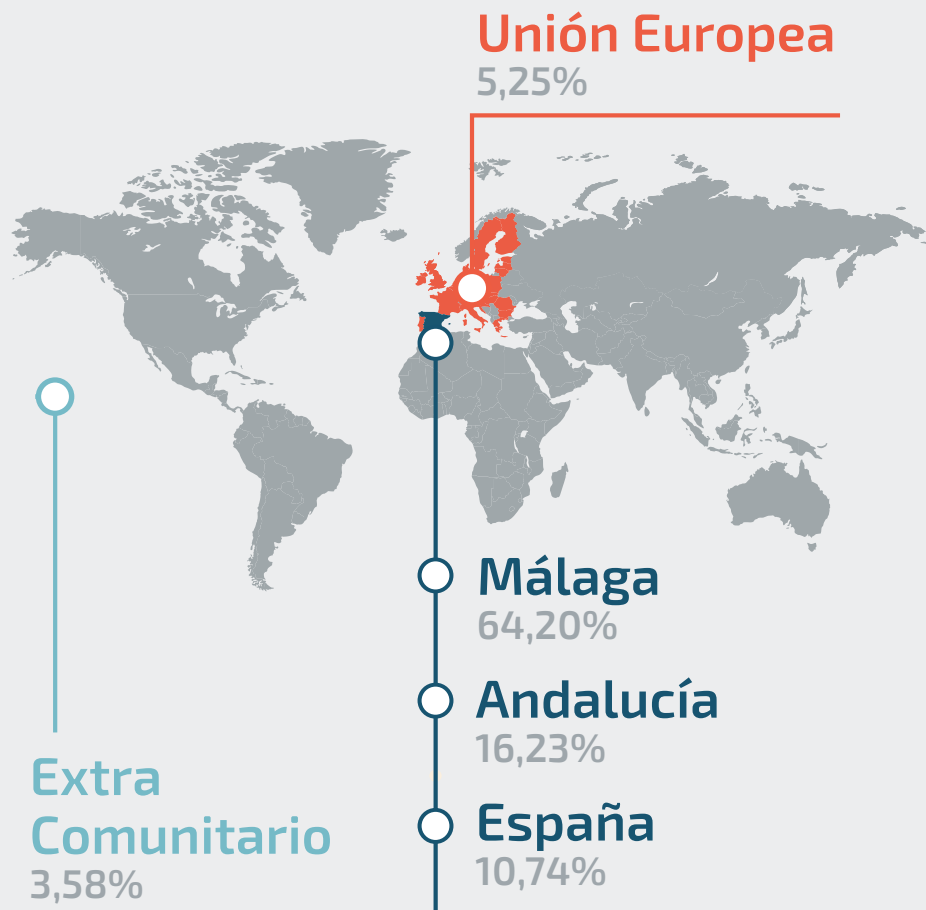 Unión Europea
5,25%
Málaga
64,20%
Andalucía
16,23%
España
10,74%
Extra
Comunitario
3,58%